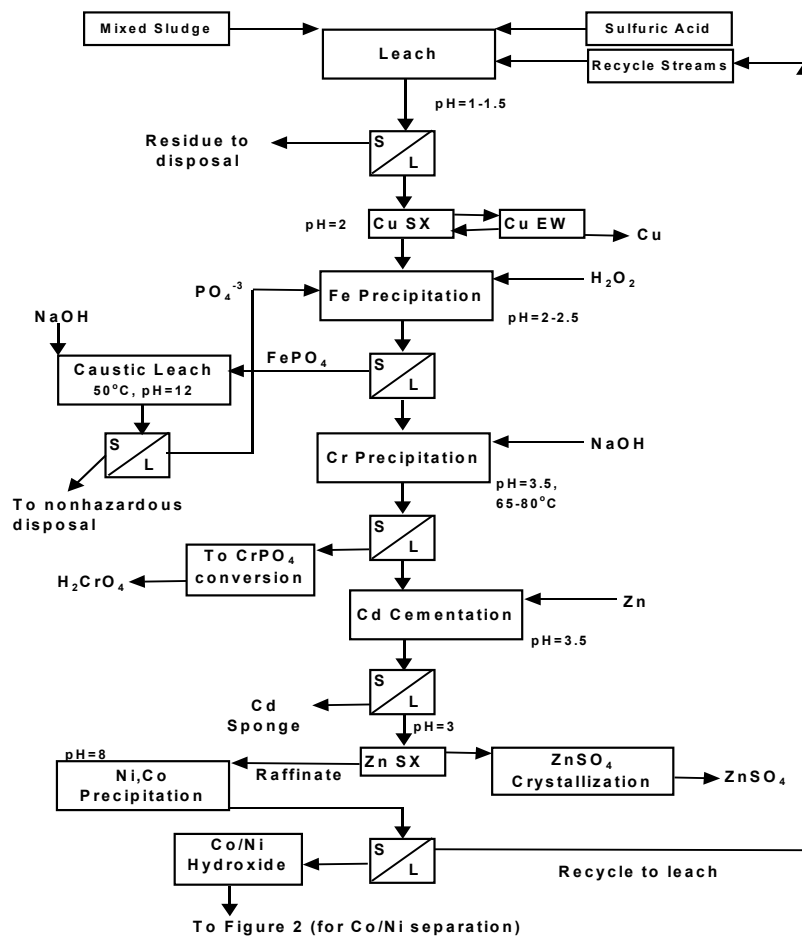 Mixed Sludge
Sulfuric Acid
Leach
Recycle Streams
pH=1-1.5
Residue to
disposal
S
L
pH=2
Cu SX
Cu EW
Cu
PO₄⁻³
H₂O₂
Fe Precipitation
NaOH
pH=2-2.5
Caustic Leach
50°C, pH=12
FePO₄
S
L
S
L
Cr Precipitation
NaOH
To nonhazardous
disposal
pH=3.5,
65-80°C
S
L
To CrPO₄
conversion
H₂CrO₄
Cd Cementation
Zn
pH=3.5
S
L
Cd
Sponge
pH=3
pH=8
Zn SX
ZnSO₄
Crystallization
ZnSO₄
Raffinate
Ni,Co
Precipitation
Co/Ni
Hydroxide
S
L
Recycle to leach
To Figure 2 (for Co/Ni separation)